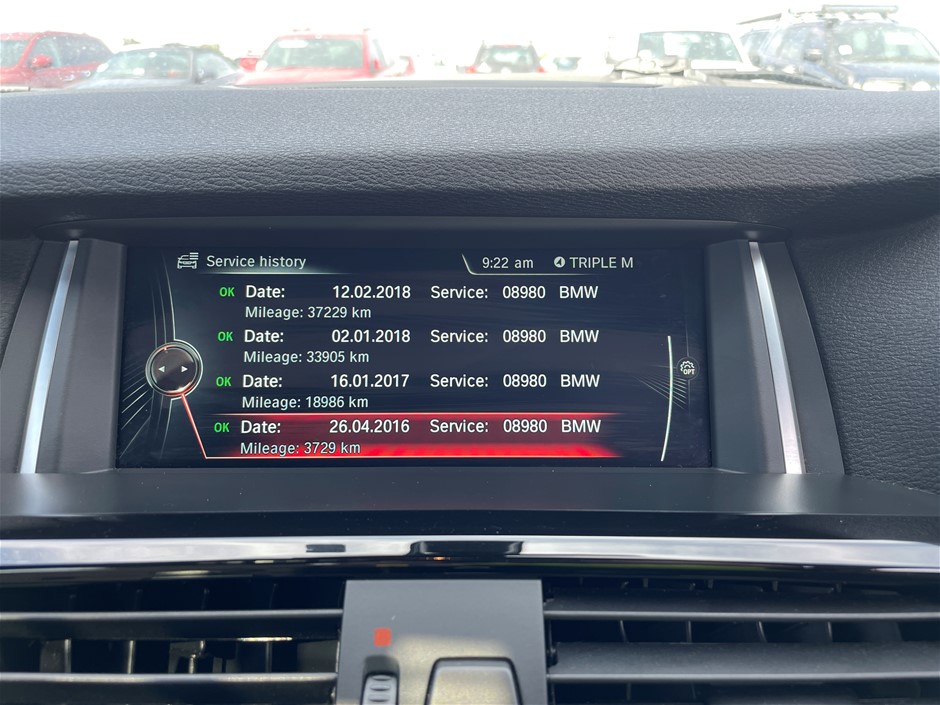 Service history 9:22 am TRIPLE M
OK Date: 12.02.2018 Service: 08980 BMW
Mileage: 37229 km
OK Date: 02.01.2018 Service: 08980 BMW
Mileage: 33905 km
OK Date: 16.01.2017 Service: 08980 BMW
Mileage: 18986 km
OK Date: 26.04.2016 Service: 08980 BMW
Mileage: 3729 km
OPT